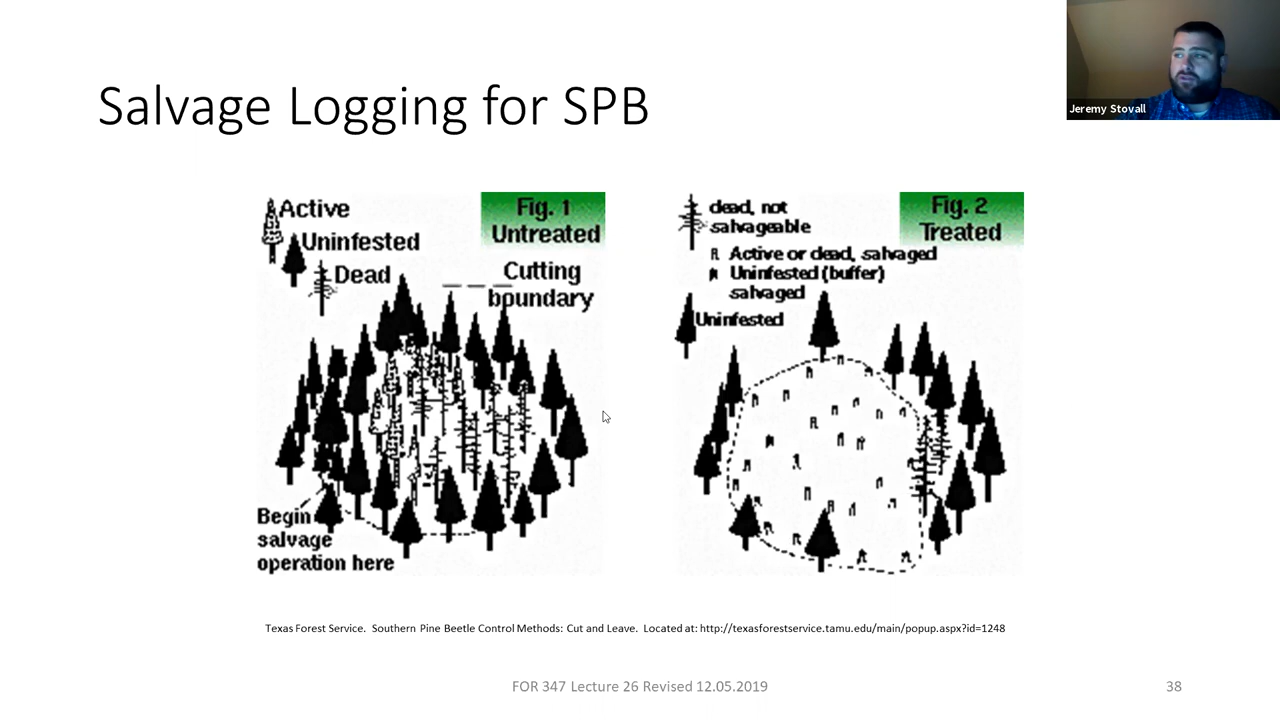 Jeremy Stovall
Salvage Logging for SPB
Active
Fig. 1
Untreated
Uninfested
Dead
Cutting
boundary
Begin
salvage
operation here
dead, not
salvageable
Fig. 2
Treated
Active or dead, salvaged
Uninfested (buffer)
salvaged
Uninfested
Texas Forest Service. Southern Pine Beetle Control Methods: Cut and Leave. Located at: http://texasforestservice.tamu.edu/main/popup.aspx?id=1248
FOR 347 Lecture 26 Revised 12.05.2019
38